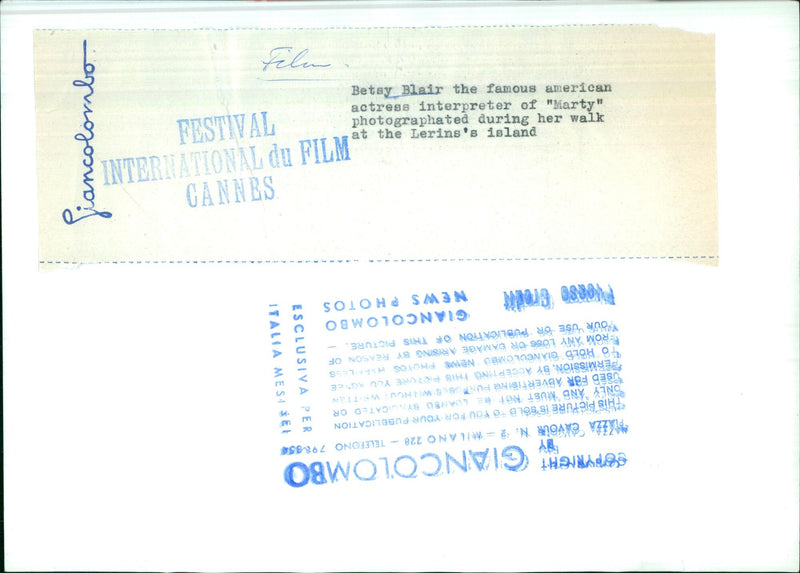 Giancolombo
Film
Betsy Blair the famous american
actress interpreter of "Marty"
photographated during her walk
at the Lerins's island
FESTIVAL
INTERNATIONAL du FILM
CANNES
COPYRIGHT BY GIANCOLOMBO
PIAZZA CAVOUR N. 2 = MILANO 228 — TELEFONO
THIS PICTURE IS SOLD TO YOU FOR YOUR PUBLICATION
ONLY AND MUST NOT BE LOANED SYNDICATED OR
USED FOR ADVERTISING PURPOSES WITHOUT WRITTEN
PERMISSION. BY ACCEPTING THIS PICTURE YOU AGREE
TO HOLD GIANCOLOMBO NEWS PHOTOS HARMLESS
FROM ANY LOSS OR DAMAGE ARISING BY REASON OF
YOUR USE OR PUBLICATION OF THIS PICTURE. —
GIANCOLOMBO
NEWS PHOTOS
ESCLUSIVA PER
ITALIA MESI SEI